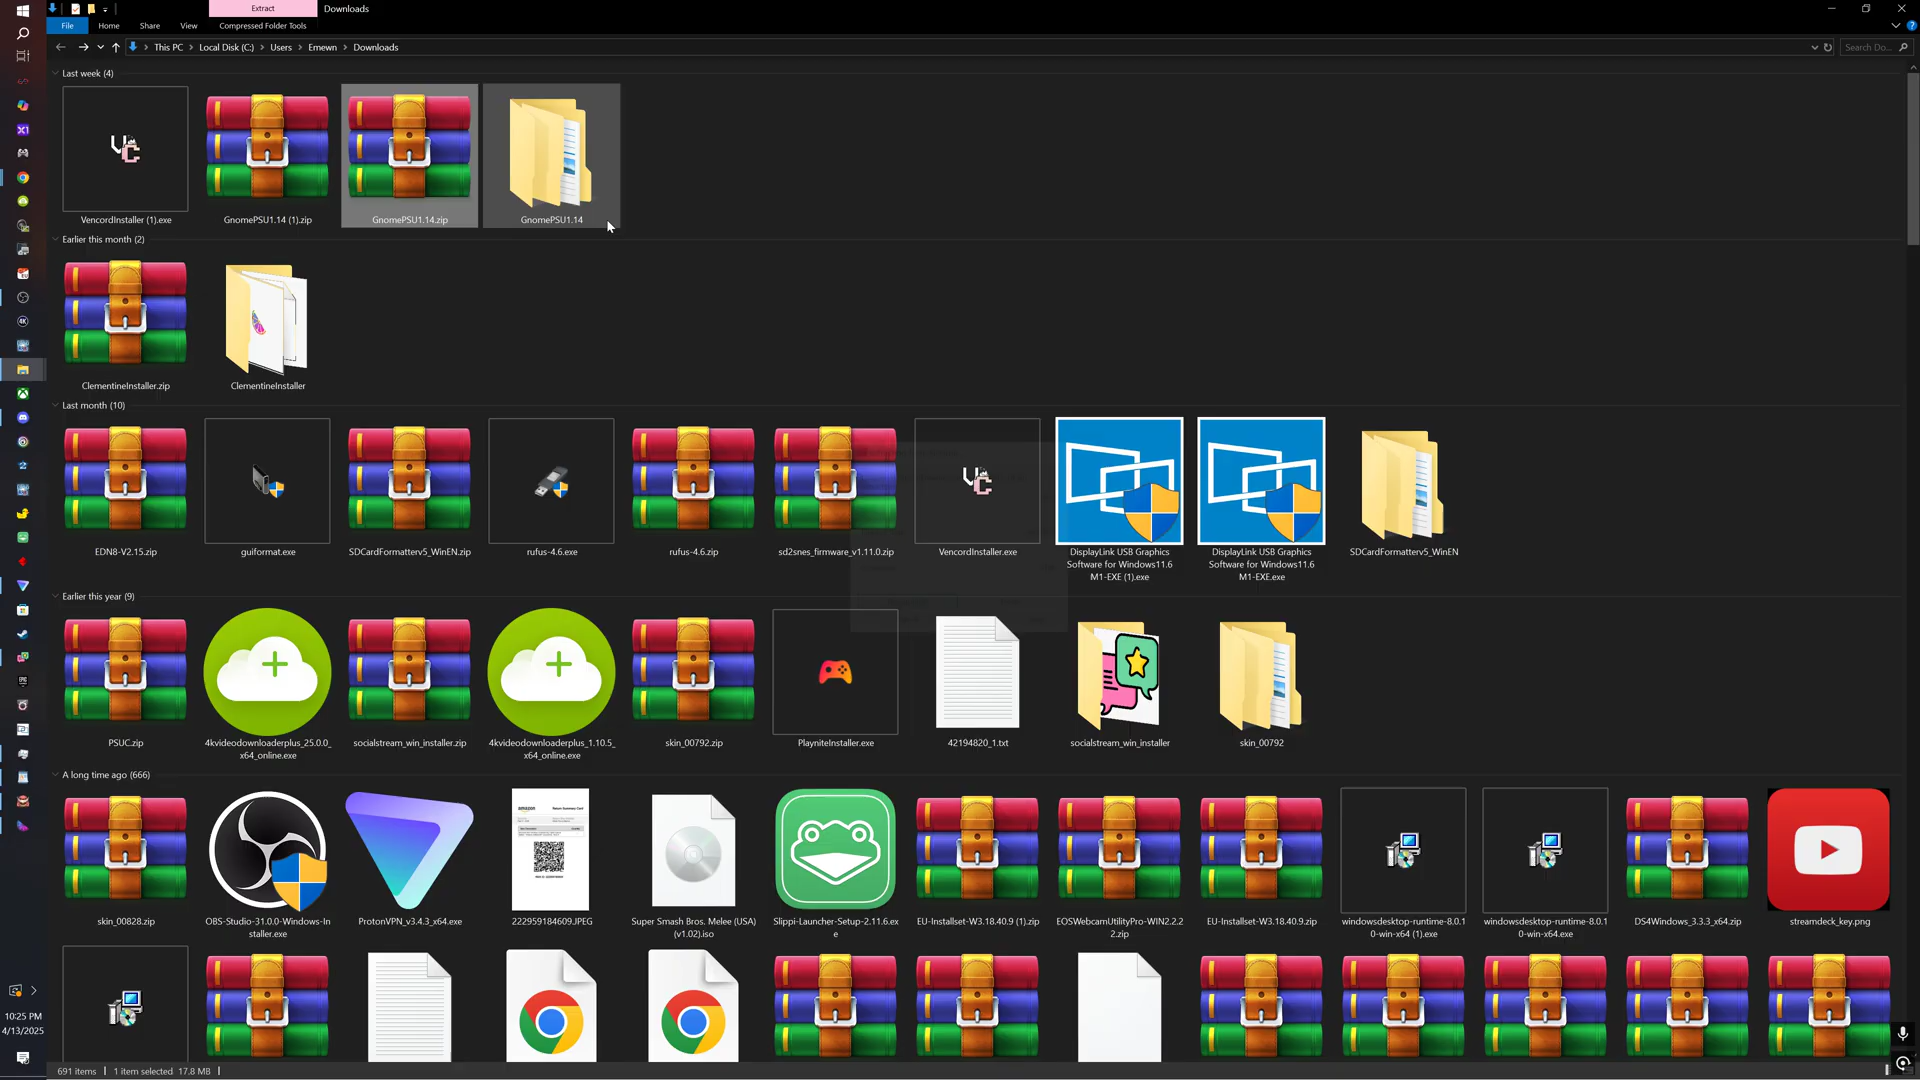 Extract
Downloads
File
Home
Share
View
Compressed Folder Tools
This PC
Local Disk (C:)
Users
Emewn
Downloads
Search Do...
Last week (4)
VencordInstaller (1).exe
GnomePSU1.14 (1).zip
GnomePSU1.14.zip
GnomePSU1.14
Earlier this month (2)
ClementineInstaller.zip
ClementineInstaller
Last month (10)
EDN8-V2.15.zip
guiformat.exe
SDCardFormatterv5_WinEN.zip
rufus-4.6.exe
rufus-4.6.zip
sd2snes_firmware_v1.11.0.zip
VencordInstaller.exe
DisplayLink USB Graphics
Software for Windows11.6
M1-EXE (1).exe
DisplayLink USB Graphics
Software for Windows11.6
M1-EXE.exe
SDCardFormatterv5_WinEN
Earlier this year (9)
PSUC.zip
4kvideodownloaderplus_25.0.0_
x64_online.exe
socialstream_win_installer.zip
4kvideodownloaderplus_1.10.5_
x64_online.exe
skin_00792.zip
PlayniteInstaller.exe
42194820_1.txt
socialstream_win_installer
skin_00792
A long time ago (666)
amazon
skin_00828.zip
OBS-Studio-31.0.0-Windows-In
staller.exe
ProtonVPN_v3.4.3_x64.exe
222959184609.JPEG
Super Smash Bros. Melee (USA)
(v1.02).iso
Slippi-Launcher-Setup-2.11.6.ex
e
EU-Installset-W3.18.40.9 (1).zip
EOSWebcamUtilityPro-WIN2.2.2
2.zip
EU-Installset-W3.18.40.9.zip
windowsdesktop-runtime-8.0.1
0-win-x64 (1).exe
windowsdesktop-runtime-8.0.1
0-win-x64.exe
DS4Windows_3.3.3_x64.zip
streamdeck_key.png
10:25 PM
4/13/2025
691 items
1 item selected
17.8 MB